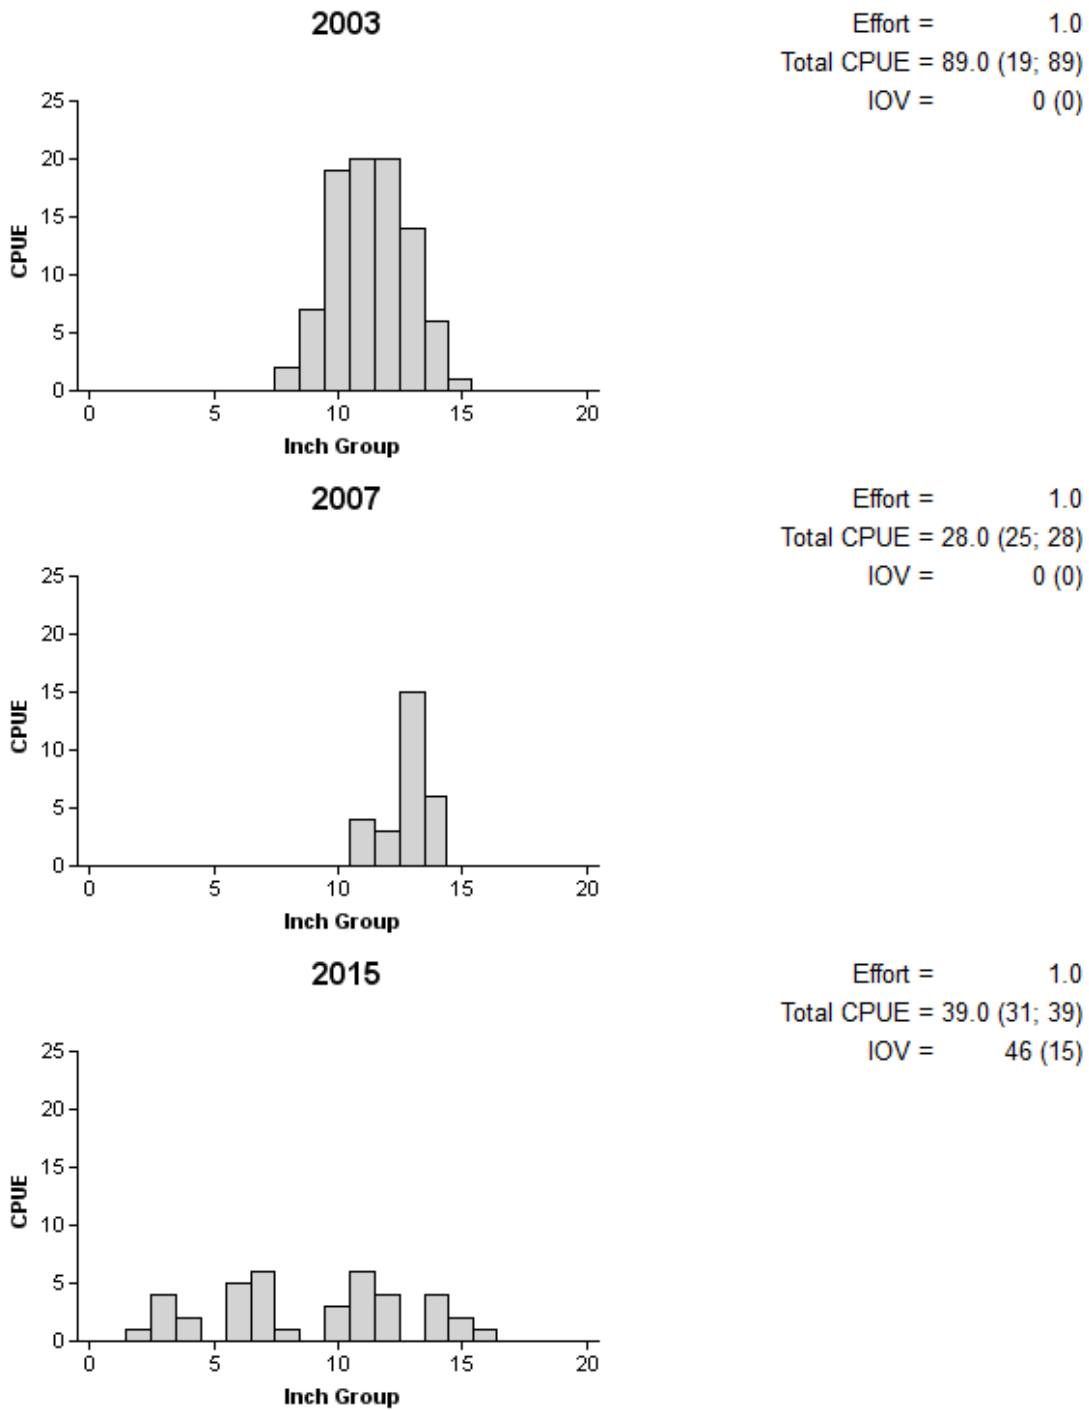 2003
Effort = 1.0
Total CPUE = 89.0 (19; 89)
IOV = 0 (0)
25
20
15
10
5
0
CPUE
0 5 10 15 20
Inch Group
2007
Effort = 1.0
Total CPUE = 28.0 (25; 28)
IOV = 0 (0)
25
20
15
10
5
0
CPUE
0 5 10 15 20
Inch Group
2015
Effort = 1.0
Total CPUE = 39.0 (31; 39)
IOV = 46 (15)
25
20
15
10
5
0
CPUE
0 5 10 15 20
Inch Group